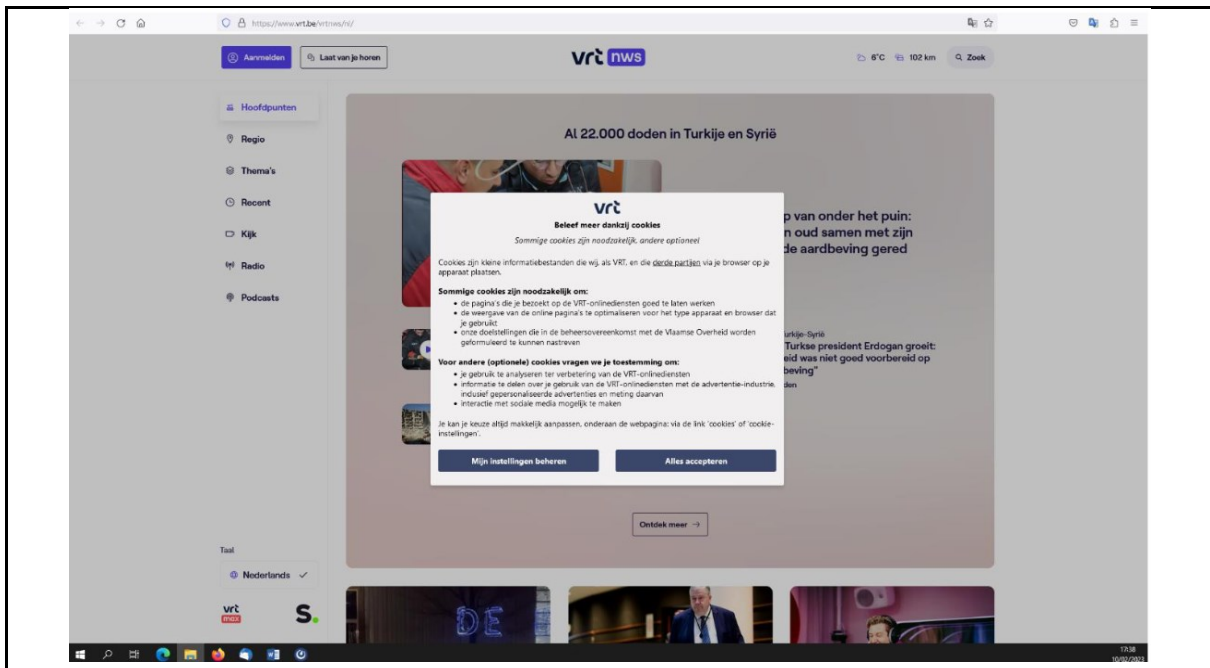 https://www.vrt.be/vrtnws/nl/
Aanmelden
Laat van je horen
vrt nws
6°C 102 km
Zoek
Hoofdpunten
Regio
Thema's
Recent
Kijk
Radio
Podcasts
Al 22.000 doden in Turkije en Syrië
p van onder het puin:
n oud samen met zijn
de aardbeving gered
vrt
Beleef meer dankzij cookies
Sommige cookies zijn noodzakelijk, andere optioneel
Cookies zijn kleine informatiebestanden die wij, als VRT, en die derde partijen via je browser op je
apparaat plaatsen.
Sommige cookies zijn noodzakelijk om:
• de pagina's die je bezoekt op de VRT-onlinediensten goed te laten werken
• de weergave van de online pagina's te optimaliseren voor het type apparaat en browser dat
je gebruikt
• onze doelstellingen die in de beheersovereenkomst met de Vlaamse Overheid worden
geformuleerd te kunnen nastreven
Voor andere (optionele) cookies vragen we je toestemming om:
• je gebruik te analyseren ter verbetering van de VRT-onlinediensten
• informatie te delen over je gebruik van de VRT-onlinediensten met de advertentie-industrie,
inclusief gepersonaliseerde advertenties en meting daarvan
• interactie met sociale media mogelijk te maken
Je kan je keuze altijd makkelijk aanpassen, onderaan de webpagina: via de link 'cookies' of 'cookie-
instellingen'.
Mijn instellingen beheren
Alles accepteren
urkije-Syrië
Turkse president Erdogan groeit:
eid was niet goed voorbereid op
beving"
den
Ontdek meer →
Taal
Nederlands
vrt
max
S.
DE
17:38
10/02/2023